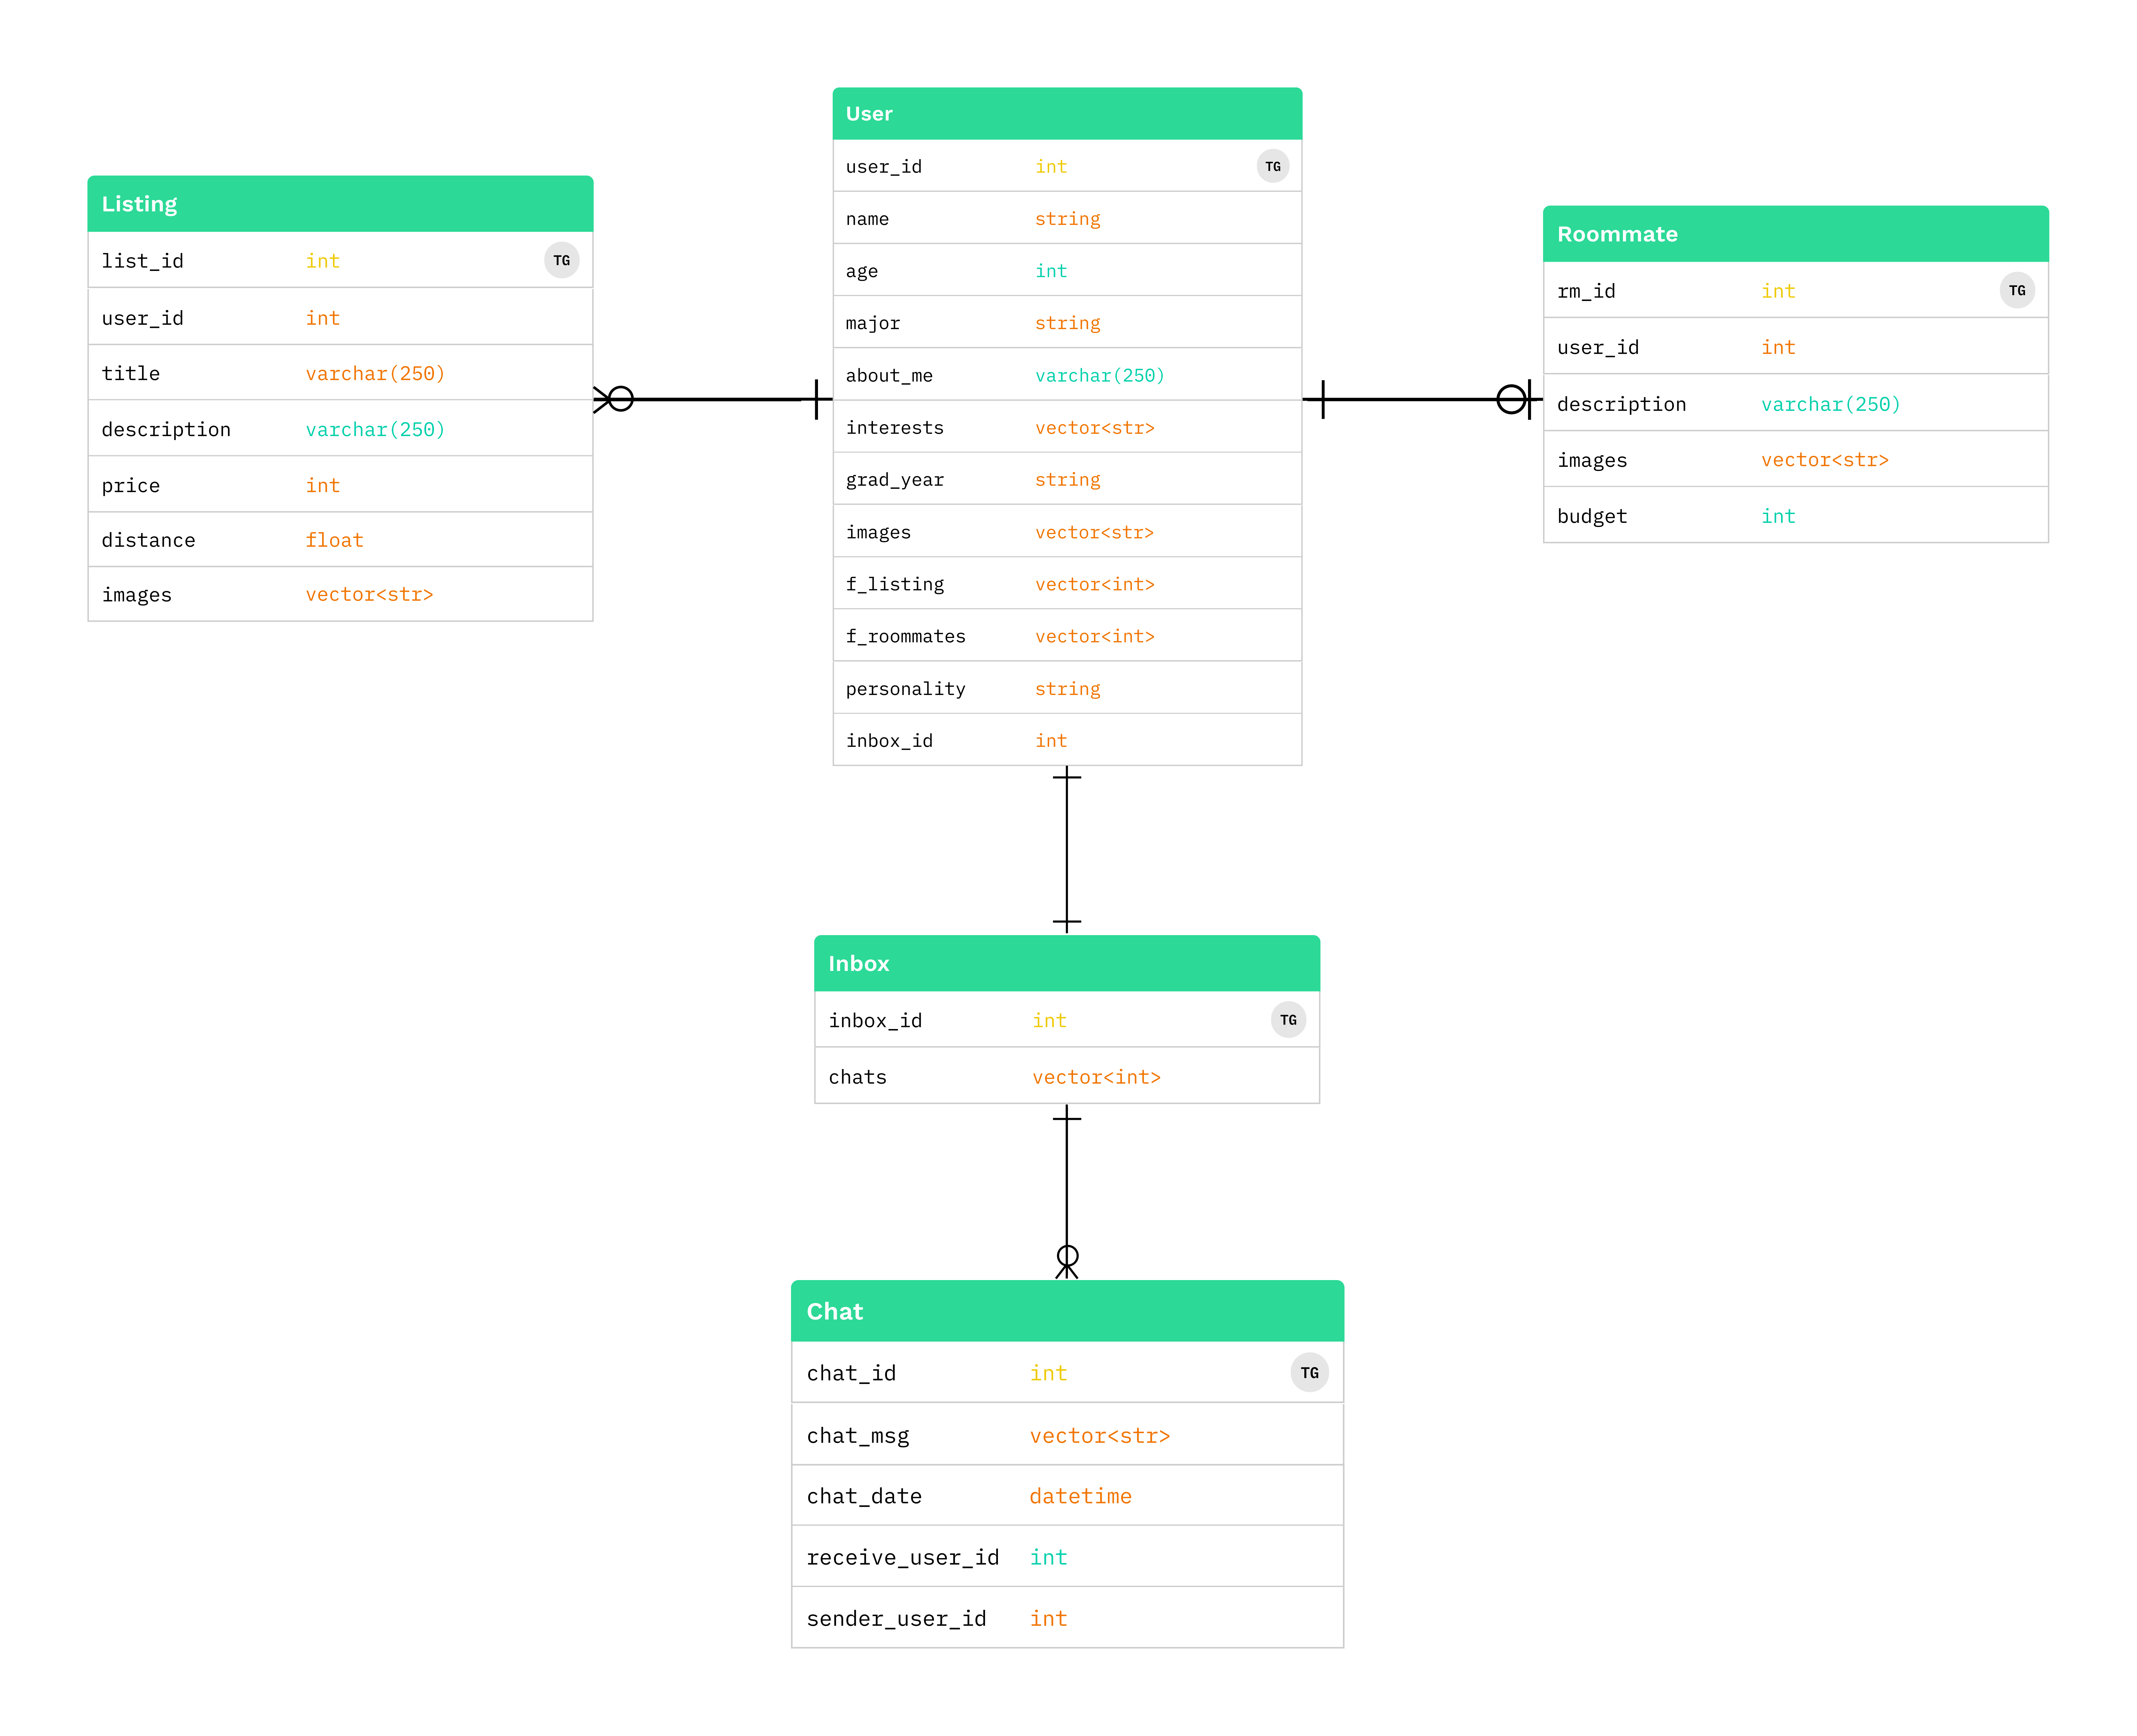 User
user_id int TG
name string
age int
major string
about_me varchar(250)
interests vector<str>
grad_year string
images vector<str>
f_listing vector<int>
f_roommates vector<int>
personality string
inbox_id int
Listing
list_id int TG
user_id int
title varchar(250)
description varchar(250)
price int
distance float
images vector<str>
Roommate
rm_id int TG
user_id int
description varchar(250)
images vector<str>
budget int
Inbox
inbox_id int TG
chats vector<int>
Chat
chat_id int TG
chat_msg vector<str>
chat_date datetime
receive_user_id int
sender_user_id int